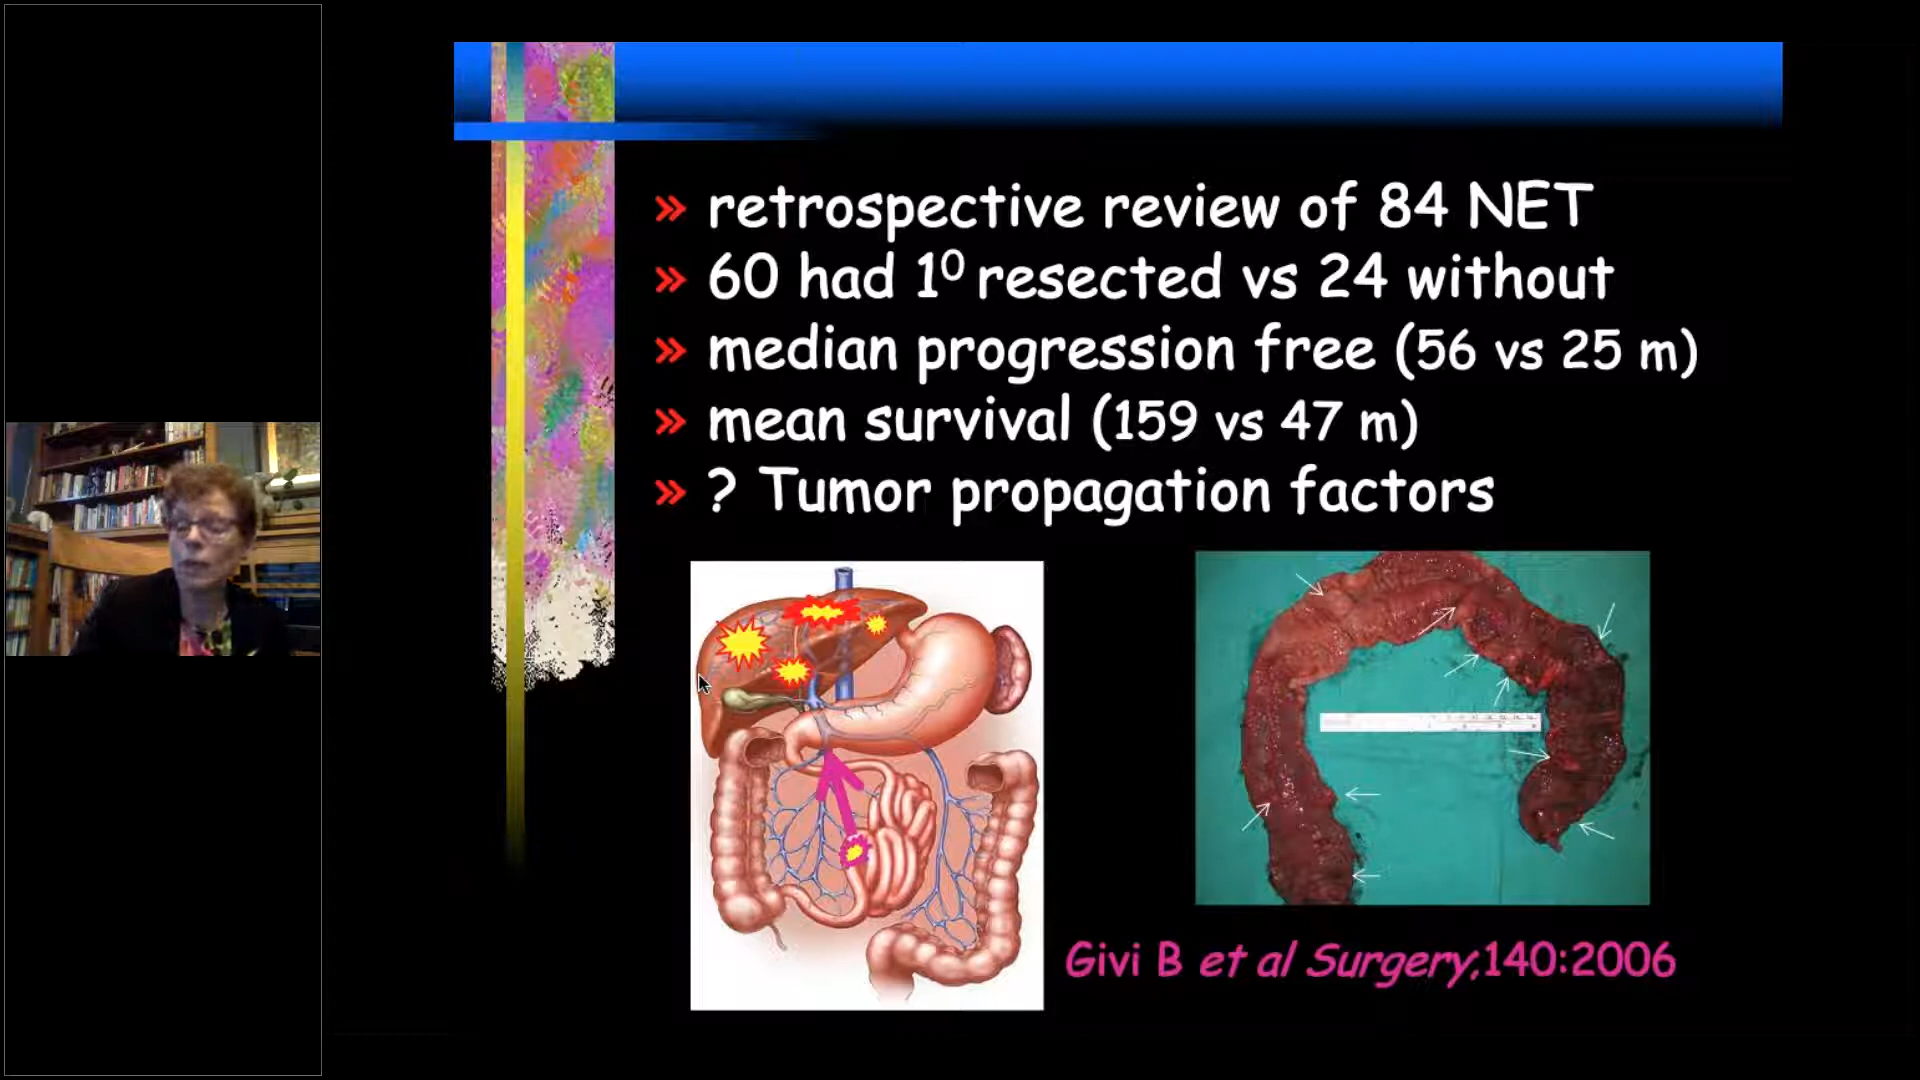 » retrospective review of 84 NET
» 60 had 1⁰ resected vs 24 without
» median progression free (56 vs 25 m)
» mean survival (159 vs 47 m)
» ? Tumor propagation factors
Givi B et al Surgery;140:2006